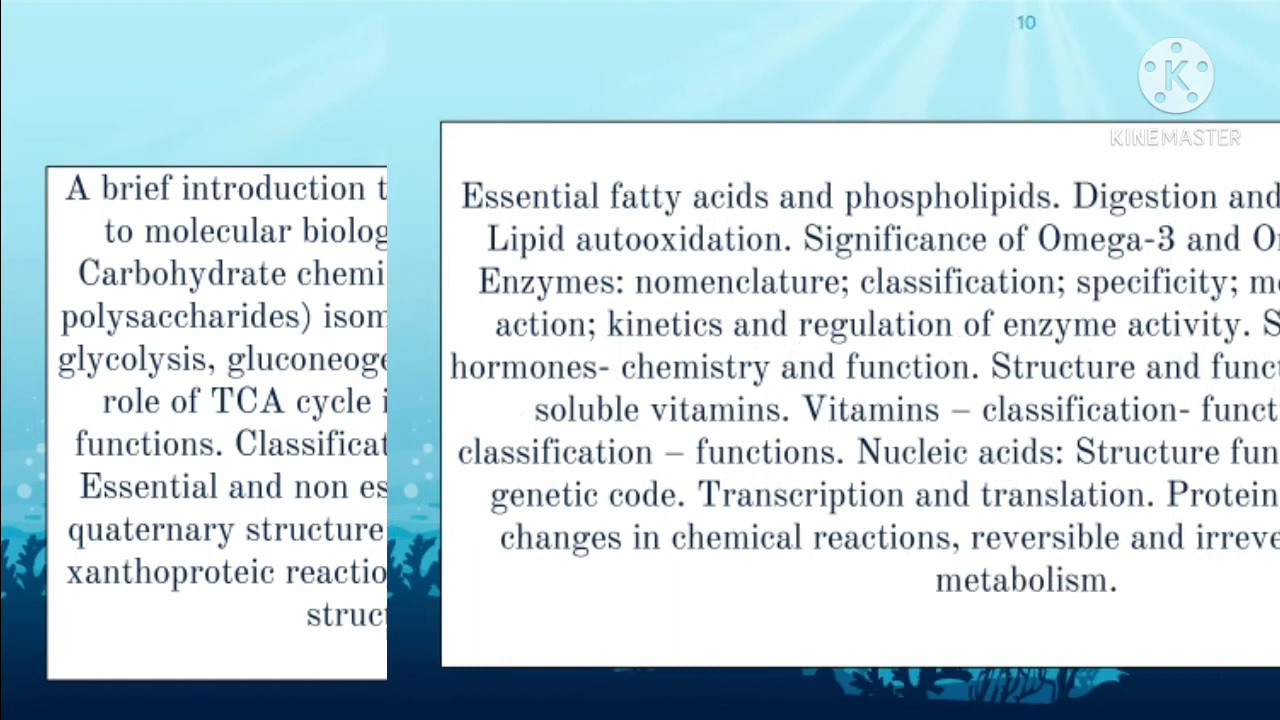 10
K
KINEMASTER
A brief introduction t
to molecular biolog
Carbohydrate chemi
polysaccharides) isom
glycolysis, gluconeoge
role of TCA cycle i
functions. Classificat
Essential and non es
quaternary structure
xanthoproteic reactio
struct
Essential fatty acids and phospholipids. Digestion and
Lipid autooxidation. Significance of Omega-3 and Om
Enzymes: nomenclature; classification; specificity; me
action; kinetics and regulation of enzyme activity. S
hormones- chemistry and function. Structure and funct
soluble vitamins. Vitamins – classification- functi
classification – functions. Nucleic acids: Structure fun
genetic code. Transcription and translation. Protein
changes in chemical reactions, reversible and irreve
metabolism.